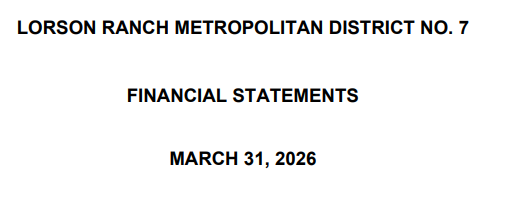 LORSON RANCH METROPOLITAN DISTRICT NO. 7
FINANCIAL STATEMENTS
MARCH 31, 2026